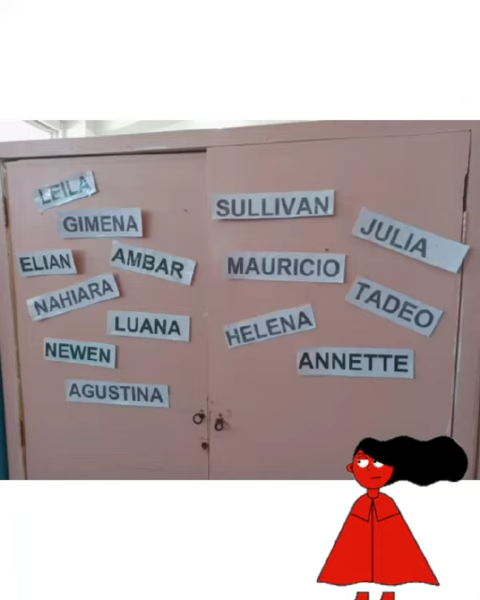 LEILA
GIMENA
ELIAN
AMBAR
NAHIARA
LUANA
NEWEN
AGUSTINA
SULLIVAN
JULIA
MAURICIO
TADEO
HELENA
ANNETTE